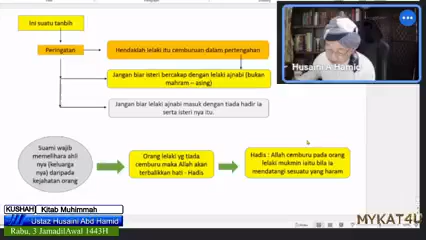 Ini suatu tanbih
Peringatan
Hendaklah lelaki itu cemburuan dalam pertengahan
Jangan biar isteri bercakap dengan lelaki ajnabi (bukan
mahram – asing)
Jangan biar lelaki ajnabi masuk dengan tiada hadir ia
serta isteri nya itu.
Suami wajib
memelihara ahli
nya (keluarga
nya) daripada
kejahatan orang
Orang lelaki yg tiada
cemburu maka Allah akan
terbalikkan hati - Hadis
Hadis : Allah cemburu pada orang
lelaki mukmin iaitu bila ia
mendatangi sesuatu yang haram
Husaini A Hamid
KUSHAH Kitab Muhimmah
Ustaz Husaini Abd Hamid
Rabu, 3 JamadilAwal 1443H
MYKAT4U